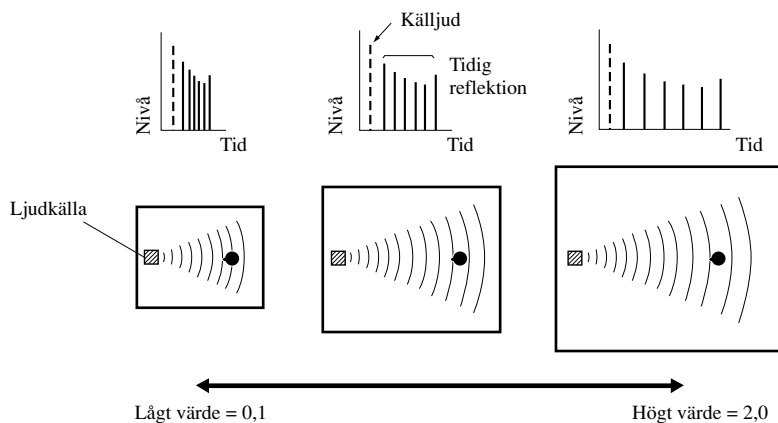 Källjud
Nivå
Tid
Nivå
Tidig
reflektion
Tid
Nivå
Tid
Ljudkälla
Lågt värde = 0,1
Högt värde = 2,0